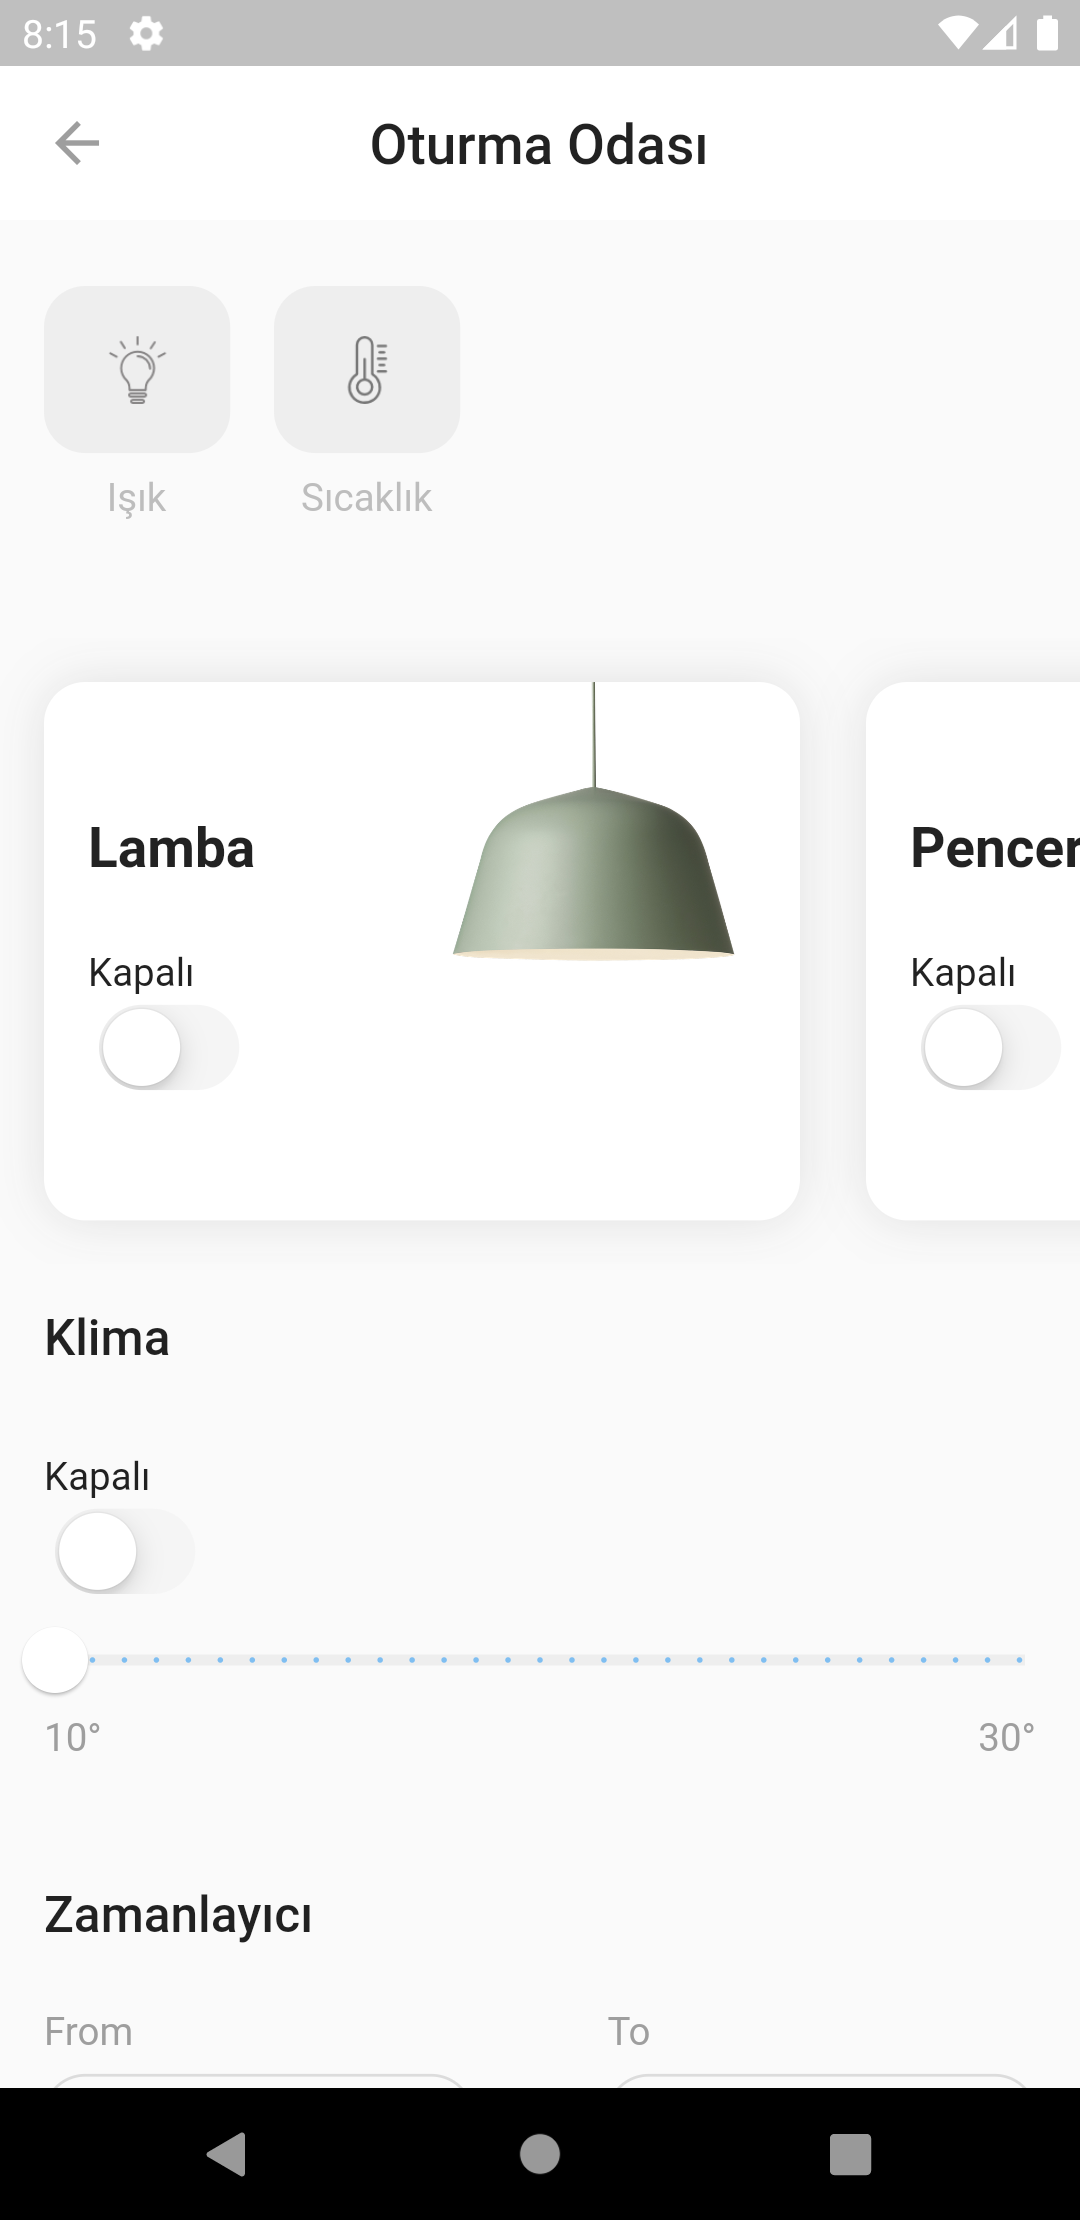 8:15
Oturma Odası
Işık
Sıcaklık
Lamba
Pencer
Kapalı
Kapalı
Klima
Kapalı
10°
30°
Zamanlayıcı
From
To